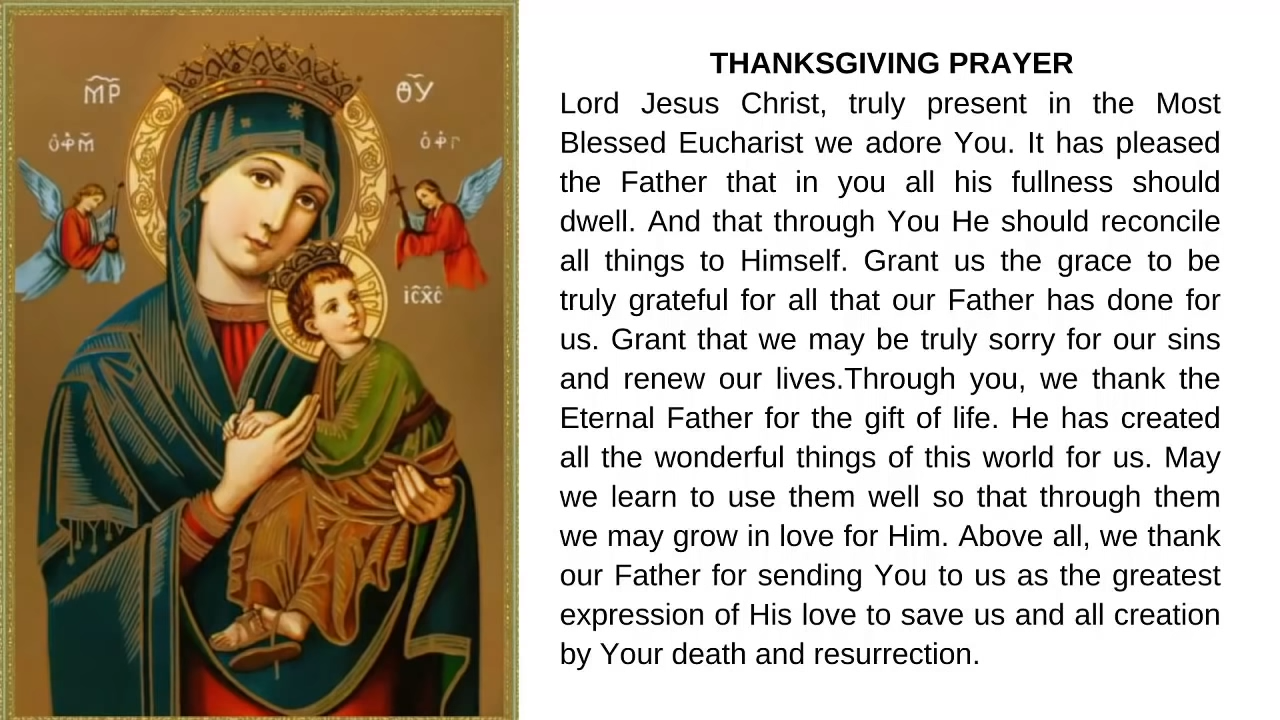 ΜΡ
ΘΥ
ὀφμ
ὀφγ
ἰςχς
THANKSGIVING PRAYER
Lord Jesus Christ, truly present in the Most
Blessed Eucharist we adore You. It has pleased
the Father that in you all his fullness should
dwell. And that through You He should reconcile
all things to Himself. Grant us the grace to be
truly grateful for all that our Father has done for
us. Grant that we may be truly sorry for our sins
and renew our lives.Through you, we thank the
Eternal Father for the gift of life. He has created
all the wonderful things of this world for us. May
we learn to use them well so that through them
we may grow in love for Him. Above all, we thank
our Father for sending You to us as the greatest
expression of His love to save us and all creation
by Your death and resurrection.